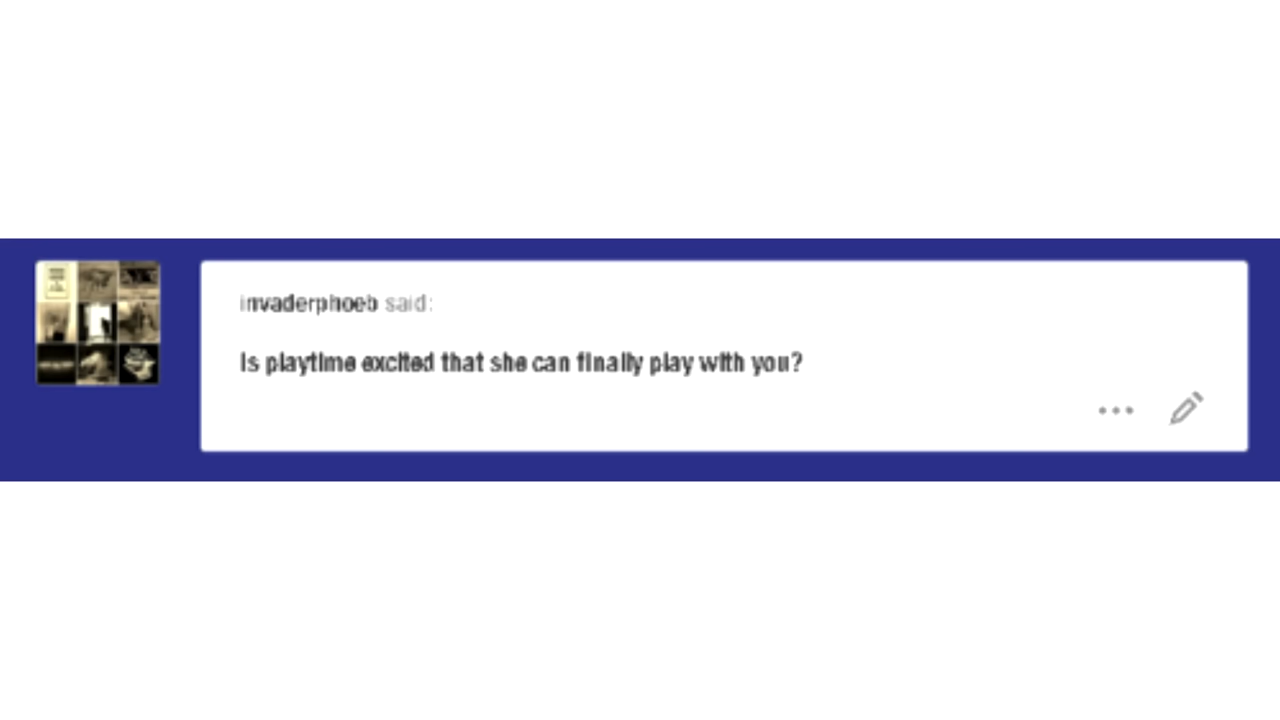 invaderphoeb said:
Is playtime excited that she can finally play with you?